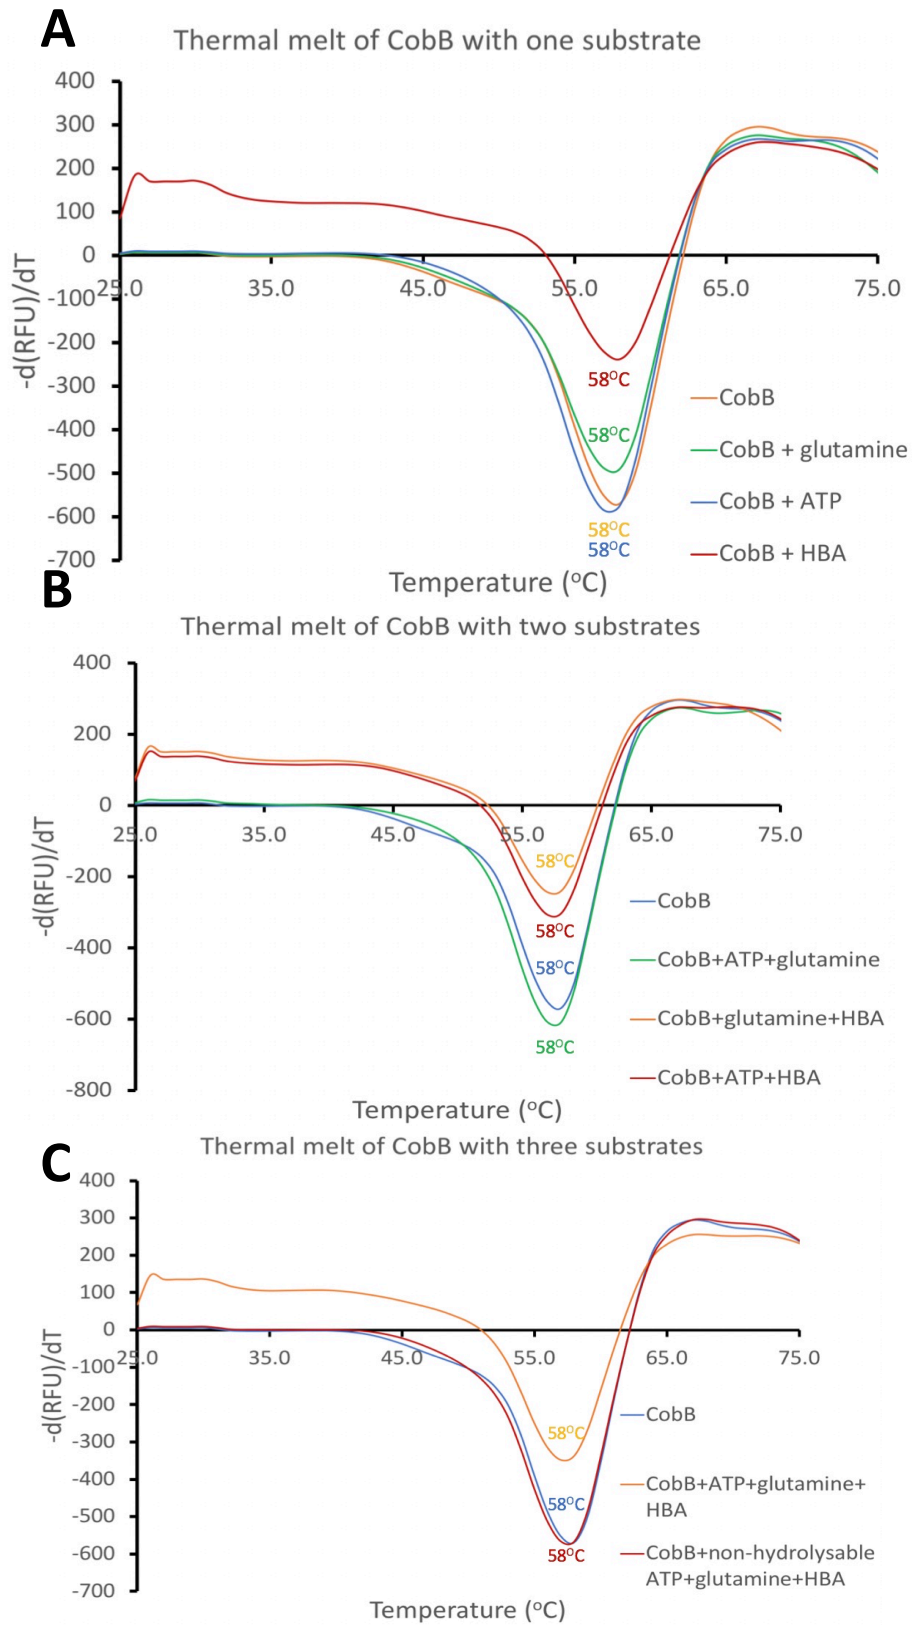 A
Thermal melt of CobB with one substrate
400
300
200
100
0
-100
-200
-300
-400
-500
-600
-700
25.0 35.0 45.0 55.0 65.0 75.0
-d(RFU)/dT
Temperature (°C)
58°C
58°C
58°C
58°C
CobB
CobB + glutamine
CobB + ATP
CobB + HBA
B
Thermal melt of CobB with two substrates
400
200
0
-200
-400
-600
-800
25.0 35.0 45.0 55.0 65.0 75.0
-d(RFU)/dT
Temperature (°C)
58°C
58°C
58°C
58°C
CobB
CobB+ATP+glutamine
CobB+glutamine+HBA
CobB+ATP+HBA
C
Thermal melt of CobB with three substrates
400
300
200
100
0
-100
-200
-300
-400
-500
-600
-700
25.0 35.0 45.0 55.0 65.0 75.0
-d(RFU)/dT
Temperature (°C)
58°C
58°C
58°C
CobB
CobB+ATP+glutamine+
HBA
CobB+non-hydrolysable
ATP+glutamine+HBA